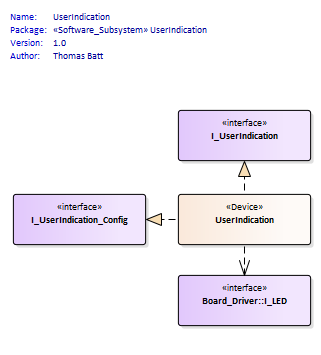 Name: UserIndication
Package: «Software_Subsystem» UserIndication
Version: 1.0
Author: Thomas Batt
«interface»
I_UserIndication
«interface»
I_UserIndication_Config
«Device»
UserIndication
«interface»
Board_Driver::I_LED